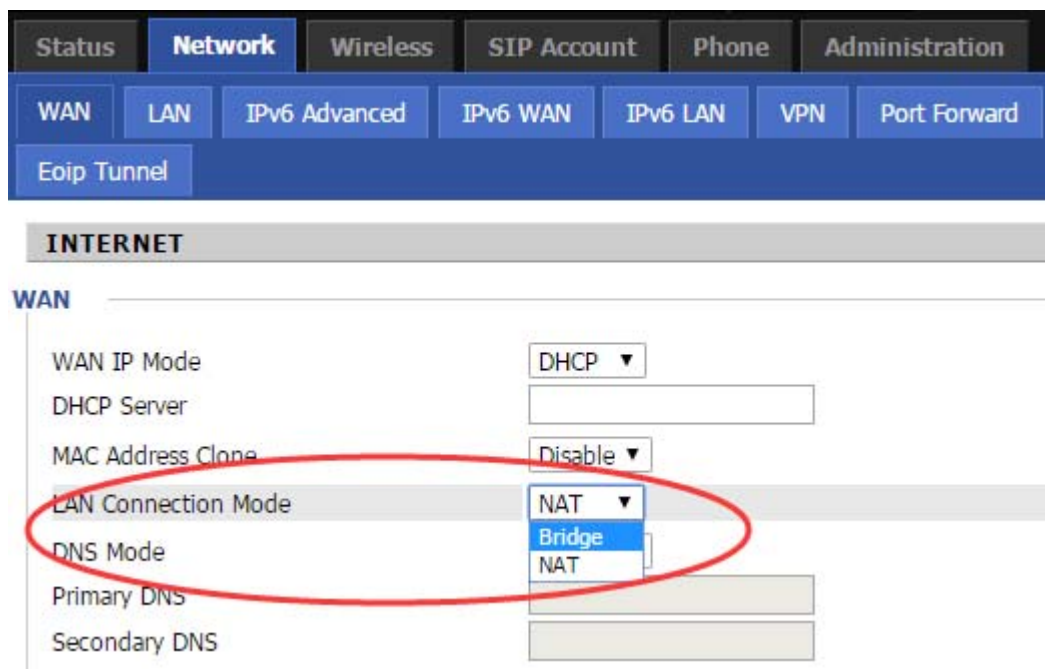 Status Network Wireless SIP Account Phone Administration
WAN LAN IPv6 Advanced IPv6 WAN IPv6 LAN VPN Port Forward
Eoip Tunnel
INTERNET
WAN
WAN IP Mode DHCP
DHCP Server
MAC Address Clone Disable
LAN Connection Mode NAT
Bridge
DNS Mode
NAT
Primary DNS
Secondary DNS